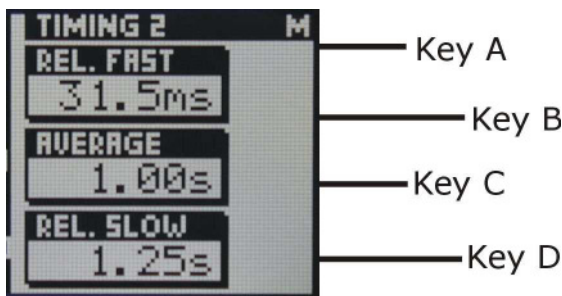 TIMING 2 M
Key A
REL. FAST
31.5ms
Key B
AVERAGE
1.00s
Key C
REL. SLOW
1.25s
Key D